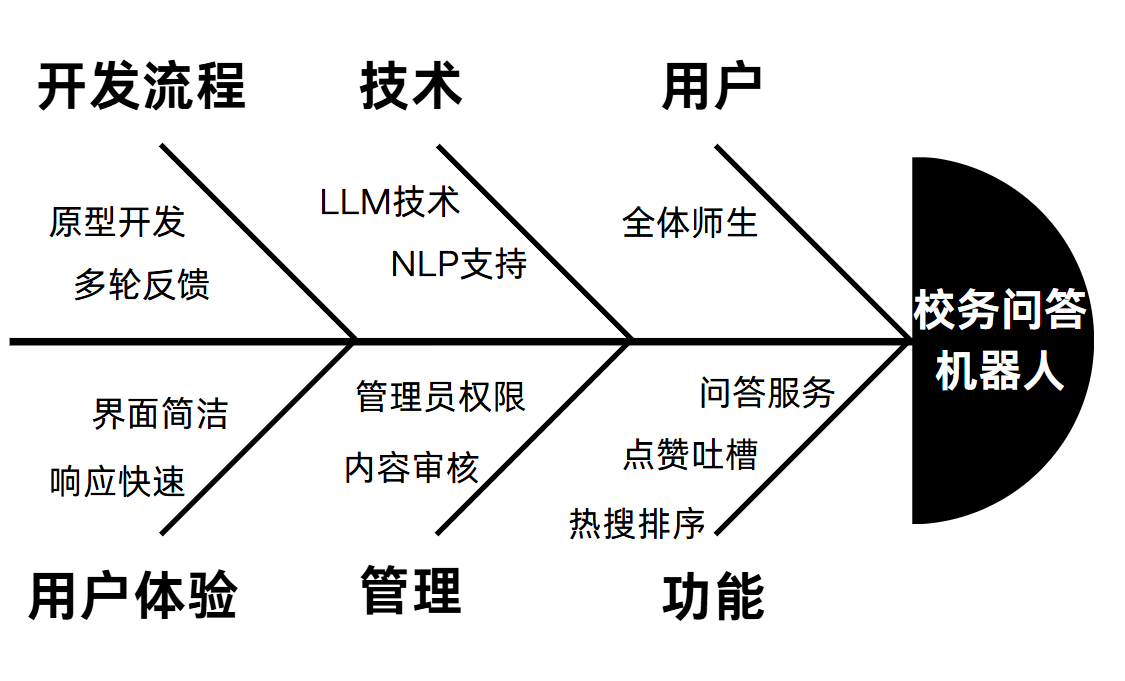 开发流程
技术
用户
原型开发
多轮反馈
LLM技术
NLP支持
全体师生
校务问答
机器人
界面简洁
响应快速
管理员权限
内容审核
问答服务
点赞吐槽
热搜排序
用户体验
管理
功能